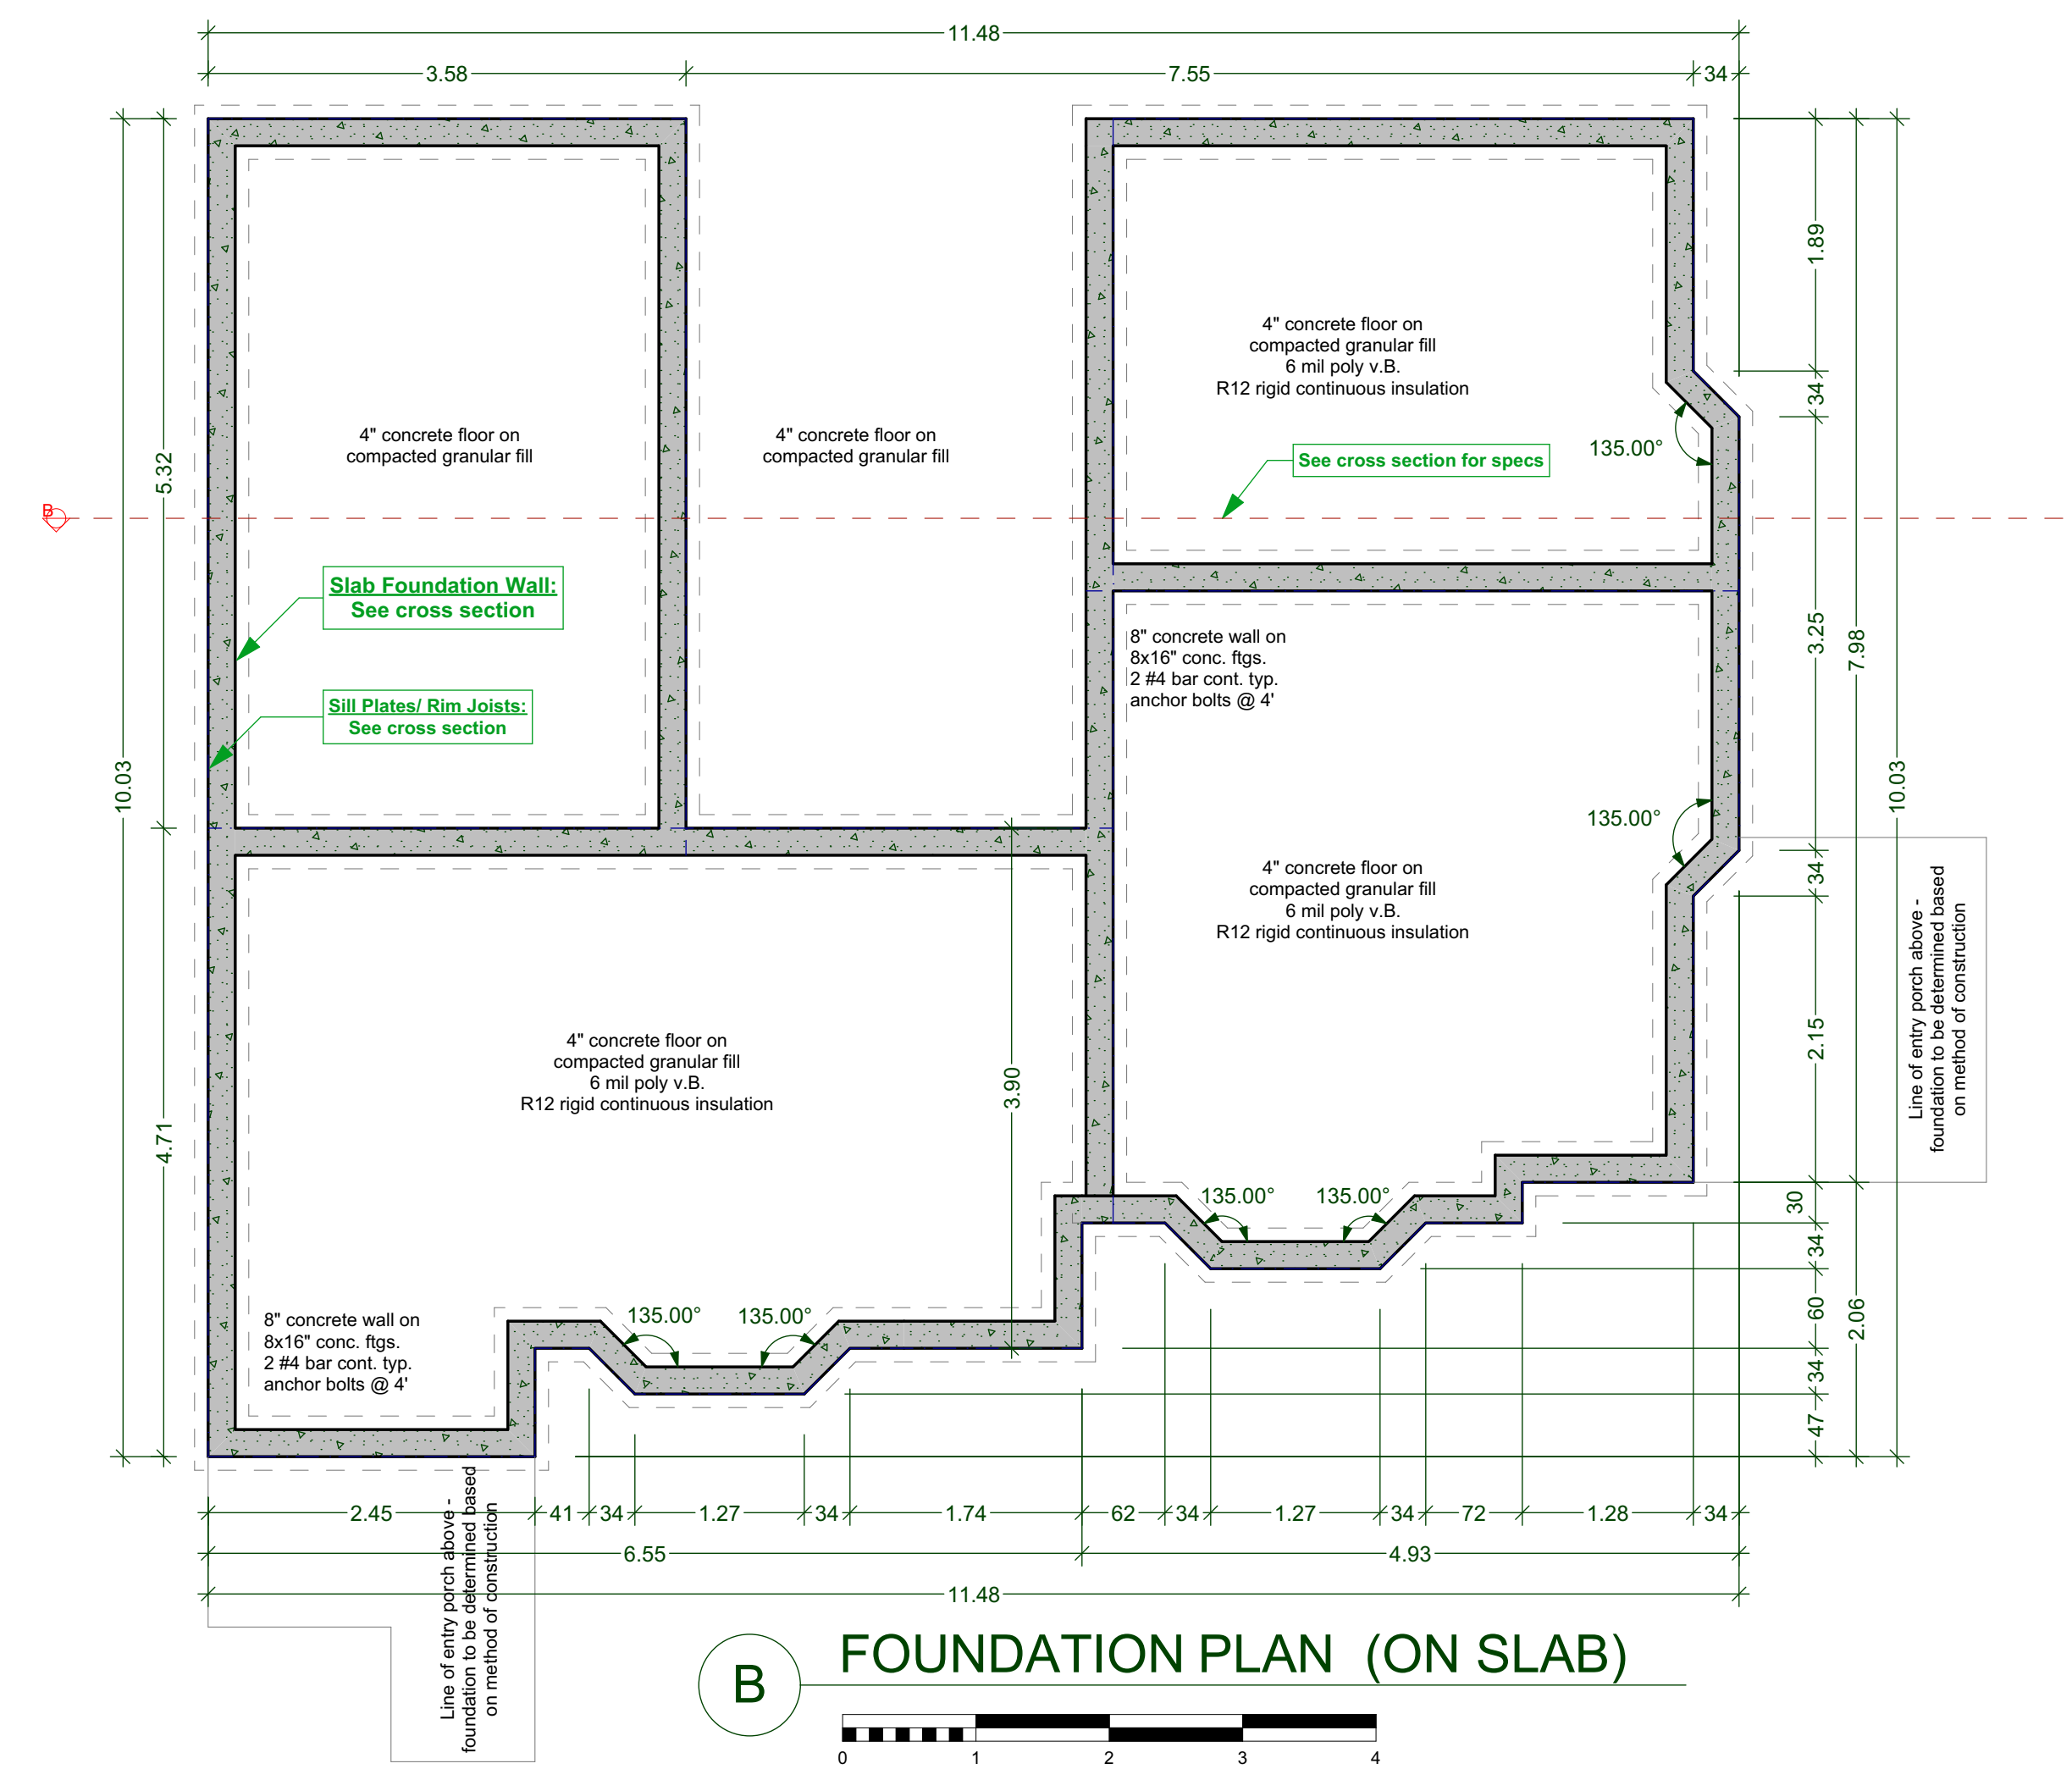 11.48
3.58
7.55
34
10.03
5.32
4.71
1.89
34
3.25
34
2.15
30
34
60
34
47
7.98
2.06
10.03
4" concrete floor on
compacted granular fill
4" concrete floor on
compacted granular fill
4" concrete floor on
compacted granular fill
6 mil poly v.B.
R12 rigid continuous insulation
135.00°
See cross section for specs
B
Slab Foundation Wall:
See cross section
Sill Plates/ Rim Joists:
See cross section
8" concrete wall on
8x16" conc. ftgs.
2 #4 bar cont. typ.
anchor bolts @ 4'
135.00°
4" concrete floor on
compacted granular fill
6 mil poly v.B.
R12 rigid continuous insulation
Line of entry porch above -
foundation to be determined based
on method of construction
4" concrete floor on
compacted granular fill
6 mil poly v.B.
R12 rigid continuous insulation
3.90
135.00°
135.00°
135.00°
135.00°
8" concrete wall on
8x16" conc. ftgs.
2 #4 bar cont. typ.
anchor bolts @ 4'
2.45
41
34
1.27
34
1.74
62
34
1.27
34
72
1.28
34
6.55
4.93
11.48
Line of entry porch above -
foundation to be determined based
on method of construction
B
FOUNDATION PLAN (ON SLAB)
0
1
2
3
4